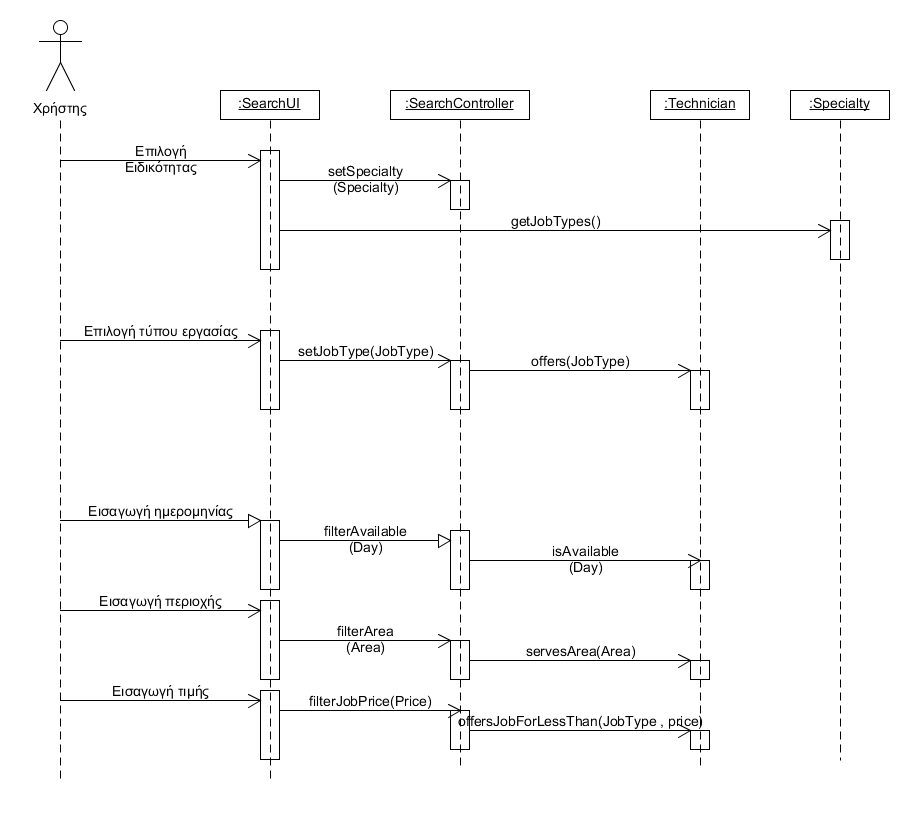 Χρήστης
:SearchUI
:SearchController
:Technician
:Specialty
Επιλογή
Ειδικότητας
setSpecialty
(Specialty)
getJobTypes()
Επιλογή τύπου εργασίας
setJobType(JobType)
offers(JobType)
Εισαγωγή ημερομηνίας
filterAvailable
(Day)
isAvailable
(Day)
Εισαγωγή περιοχής
filterArea
(Area)
servesArea(Area)
Εισαγωγή τιμής
filterJobPrice(Price)
offersJobForLessThan(JobType , price)